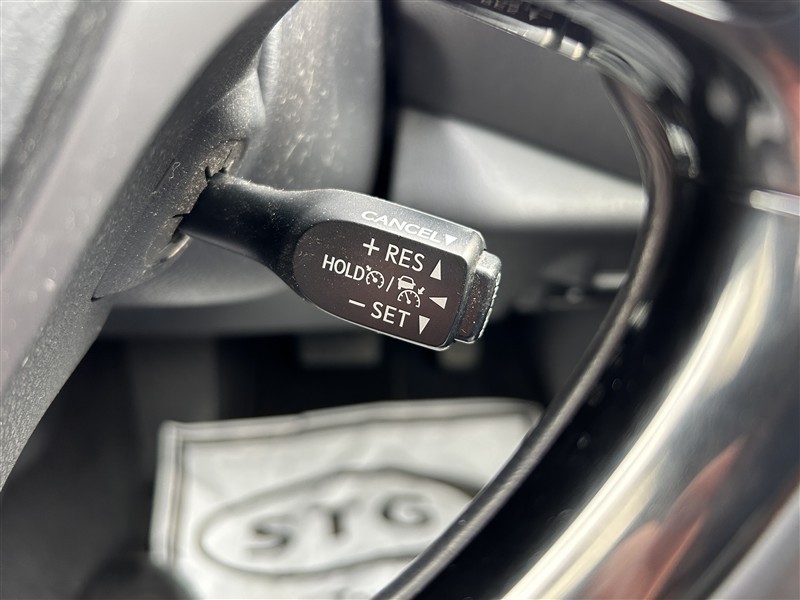 CANCEL▼
+ RES ▲
HOLD /
− SET ▼
STG